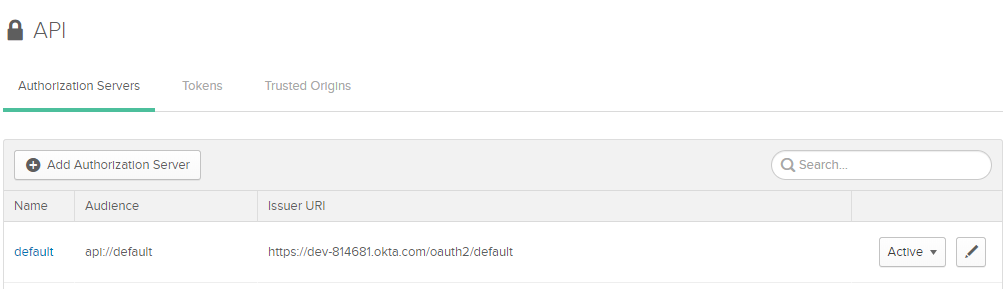 API
Authorization Servers Tokens Trusted Origins
Add Authorization Server Search...
Name Audience Issuer URI
default api://default https://dev-814681.okta.com/oauth2/default Active